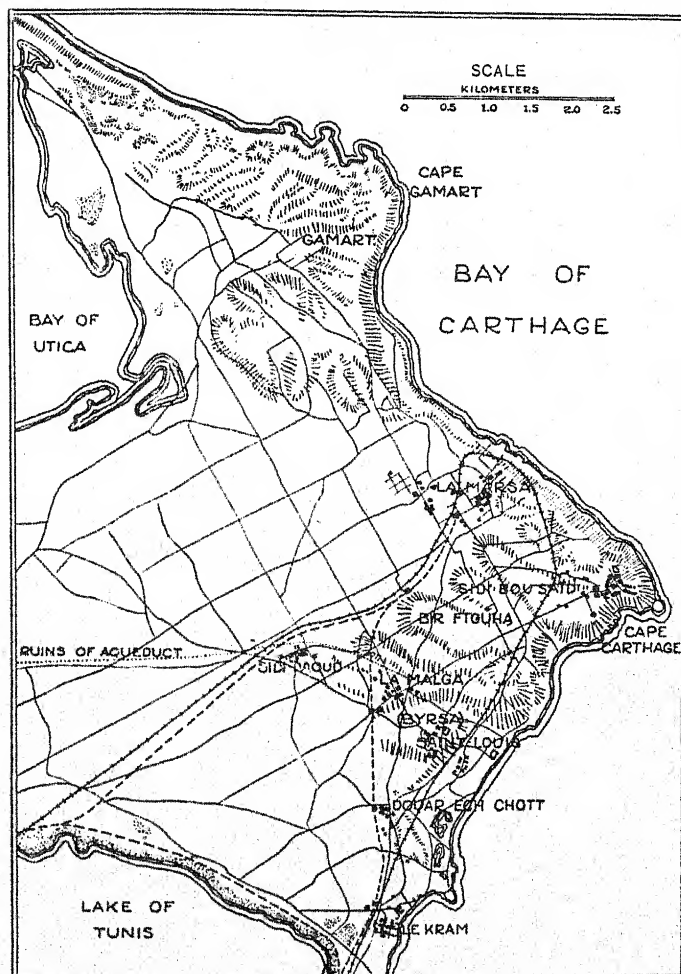 SCALE
KILOMETERS
0 0.5 1.0 1.5 2.0 2.5
CAPE
GAMART
GAMART
BAY OF
CARTHAGE
BAY OF
UTICA
LA MARSA
SIDI BOU SAID
BIR FTOUHA
CAPE
CARTHAGE
RUINS OF AQUEDUCT
LA MALGA
(BYRSA)
SAINT-LOUIS
DOUAR ECH CHOTT
LAKE OF
TUNIS
LE KRAM